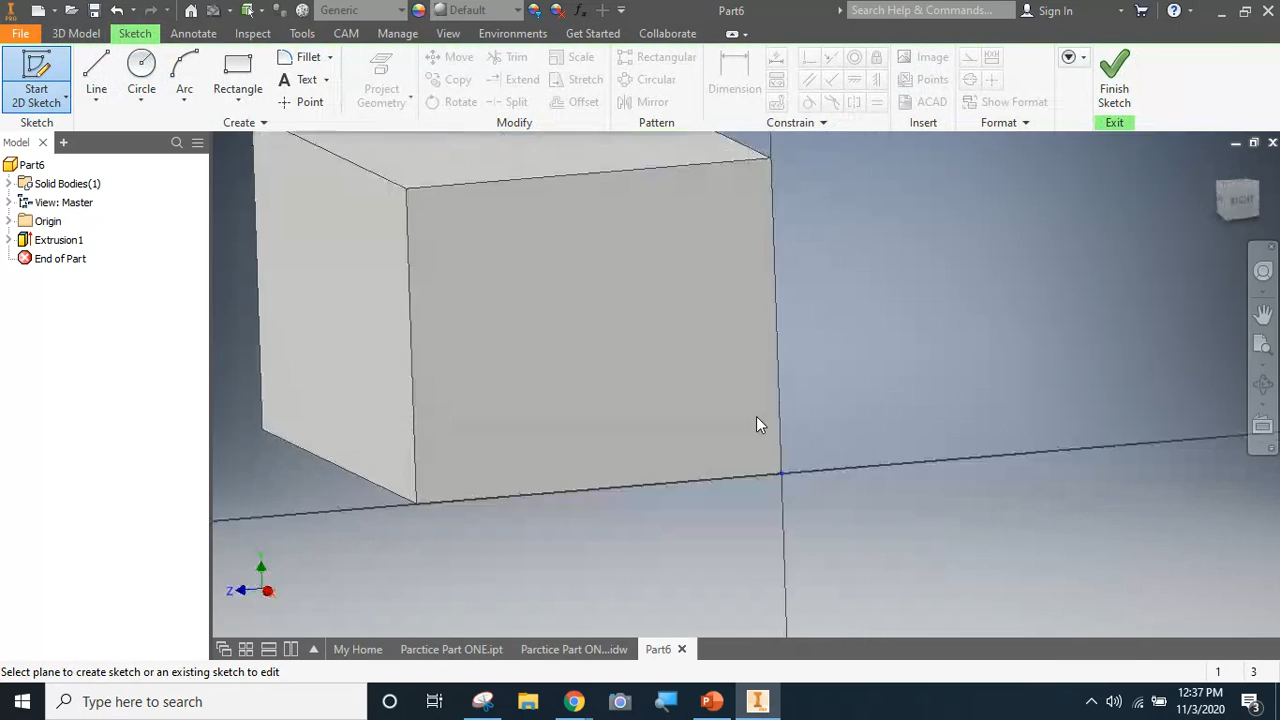 PRO
Generic
Default
Part6
Search Help & Commands...
Sign In
File
3D Model
Sketch
Annotate
Inspect
Tools
CAM
Manage
View
Environments
Get Started
Collaborate
Start
2D Sketch
Line
Circle
Arc
Rectangle
Fillet
Text
Point
Project
Geometry
Move
Trim
Scale
Copy
Extend
Stretch
Rotate
Split
Offset
Rectangular
Circular
Mirror
Dimension
Image
Points
ACAD
Show Format
Finish
Sketch
Sketch
Create
Modify
Pattern
Constrain
Insert
Format
Exit
Model
Part6
Solid Bodies(1)
View: Master
Origin
Extrusion1
End of Part
RIGHT
Y
Z
My Home
Parctice Part ONE.ipt
Parctice Part ON...idw
Part6
Select plane to create sketch or an existing sketch to edit
1
3
Type here to search
12:37 PM
11/3/2020
3